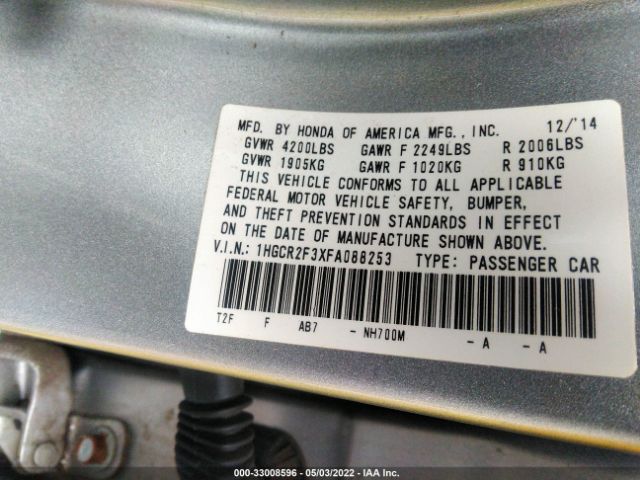 MFD. BY HONDA OF AMERICA MFG., INC. 12/'14
GVWR 4200LBS GAWR F 2249LBS R 2006LBS
GVWR 1905KG GAWR F 1020KG R 910KG
THIS VEHICLE CONFORMS TO ALL APPLICABLE
FEDERAL MOTOR VEHICLE SAFETY, BUMPER,
AND THEFT PREVENTION STANDARDS IN EFFECT
ON THE DATE OF MANUFACTURE SHOWN ABOVE.
V.I.N.: 1HGCR2F3XFA088253 TYPE: PASSENGER CAR
T2F F AB7 - NH700M - A - A
000-33008596 - 05/03/2022 - IAA Inc.